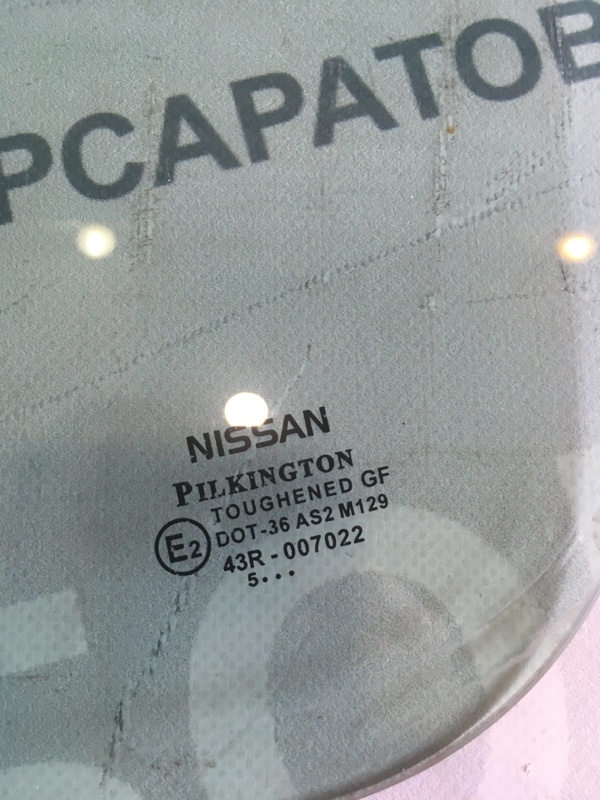 РСАРАТОВ
NISSAN
PILKINGTON
TOUGHENED GF
E2 DOT-36 AS2 M129
43R - 007022
5•••